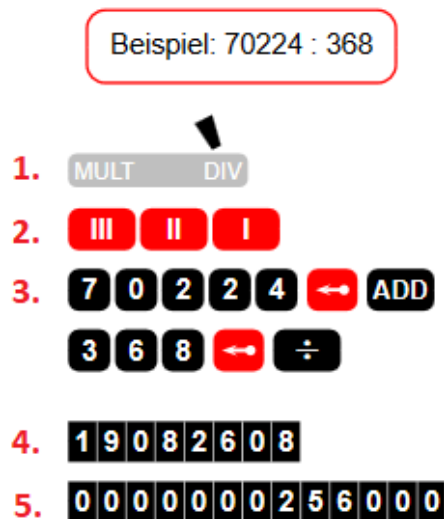 Beispiel: 70224 : 368
1. MULT DIV
2. III II I
3. 7 0 2 2 4 ADD
3 6 8 ÷
4. 1 9 0 8 2 6 0 8
5. 0 0 0 0 0 0 0 2 5 6 0 0 0